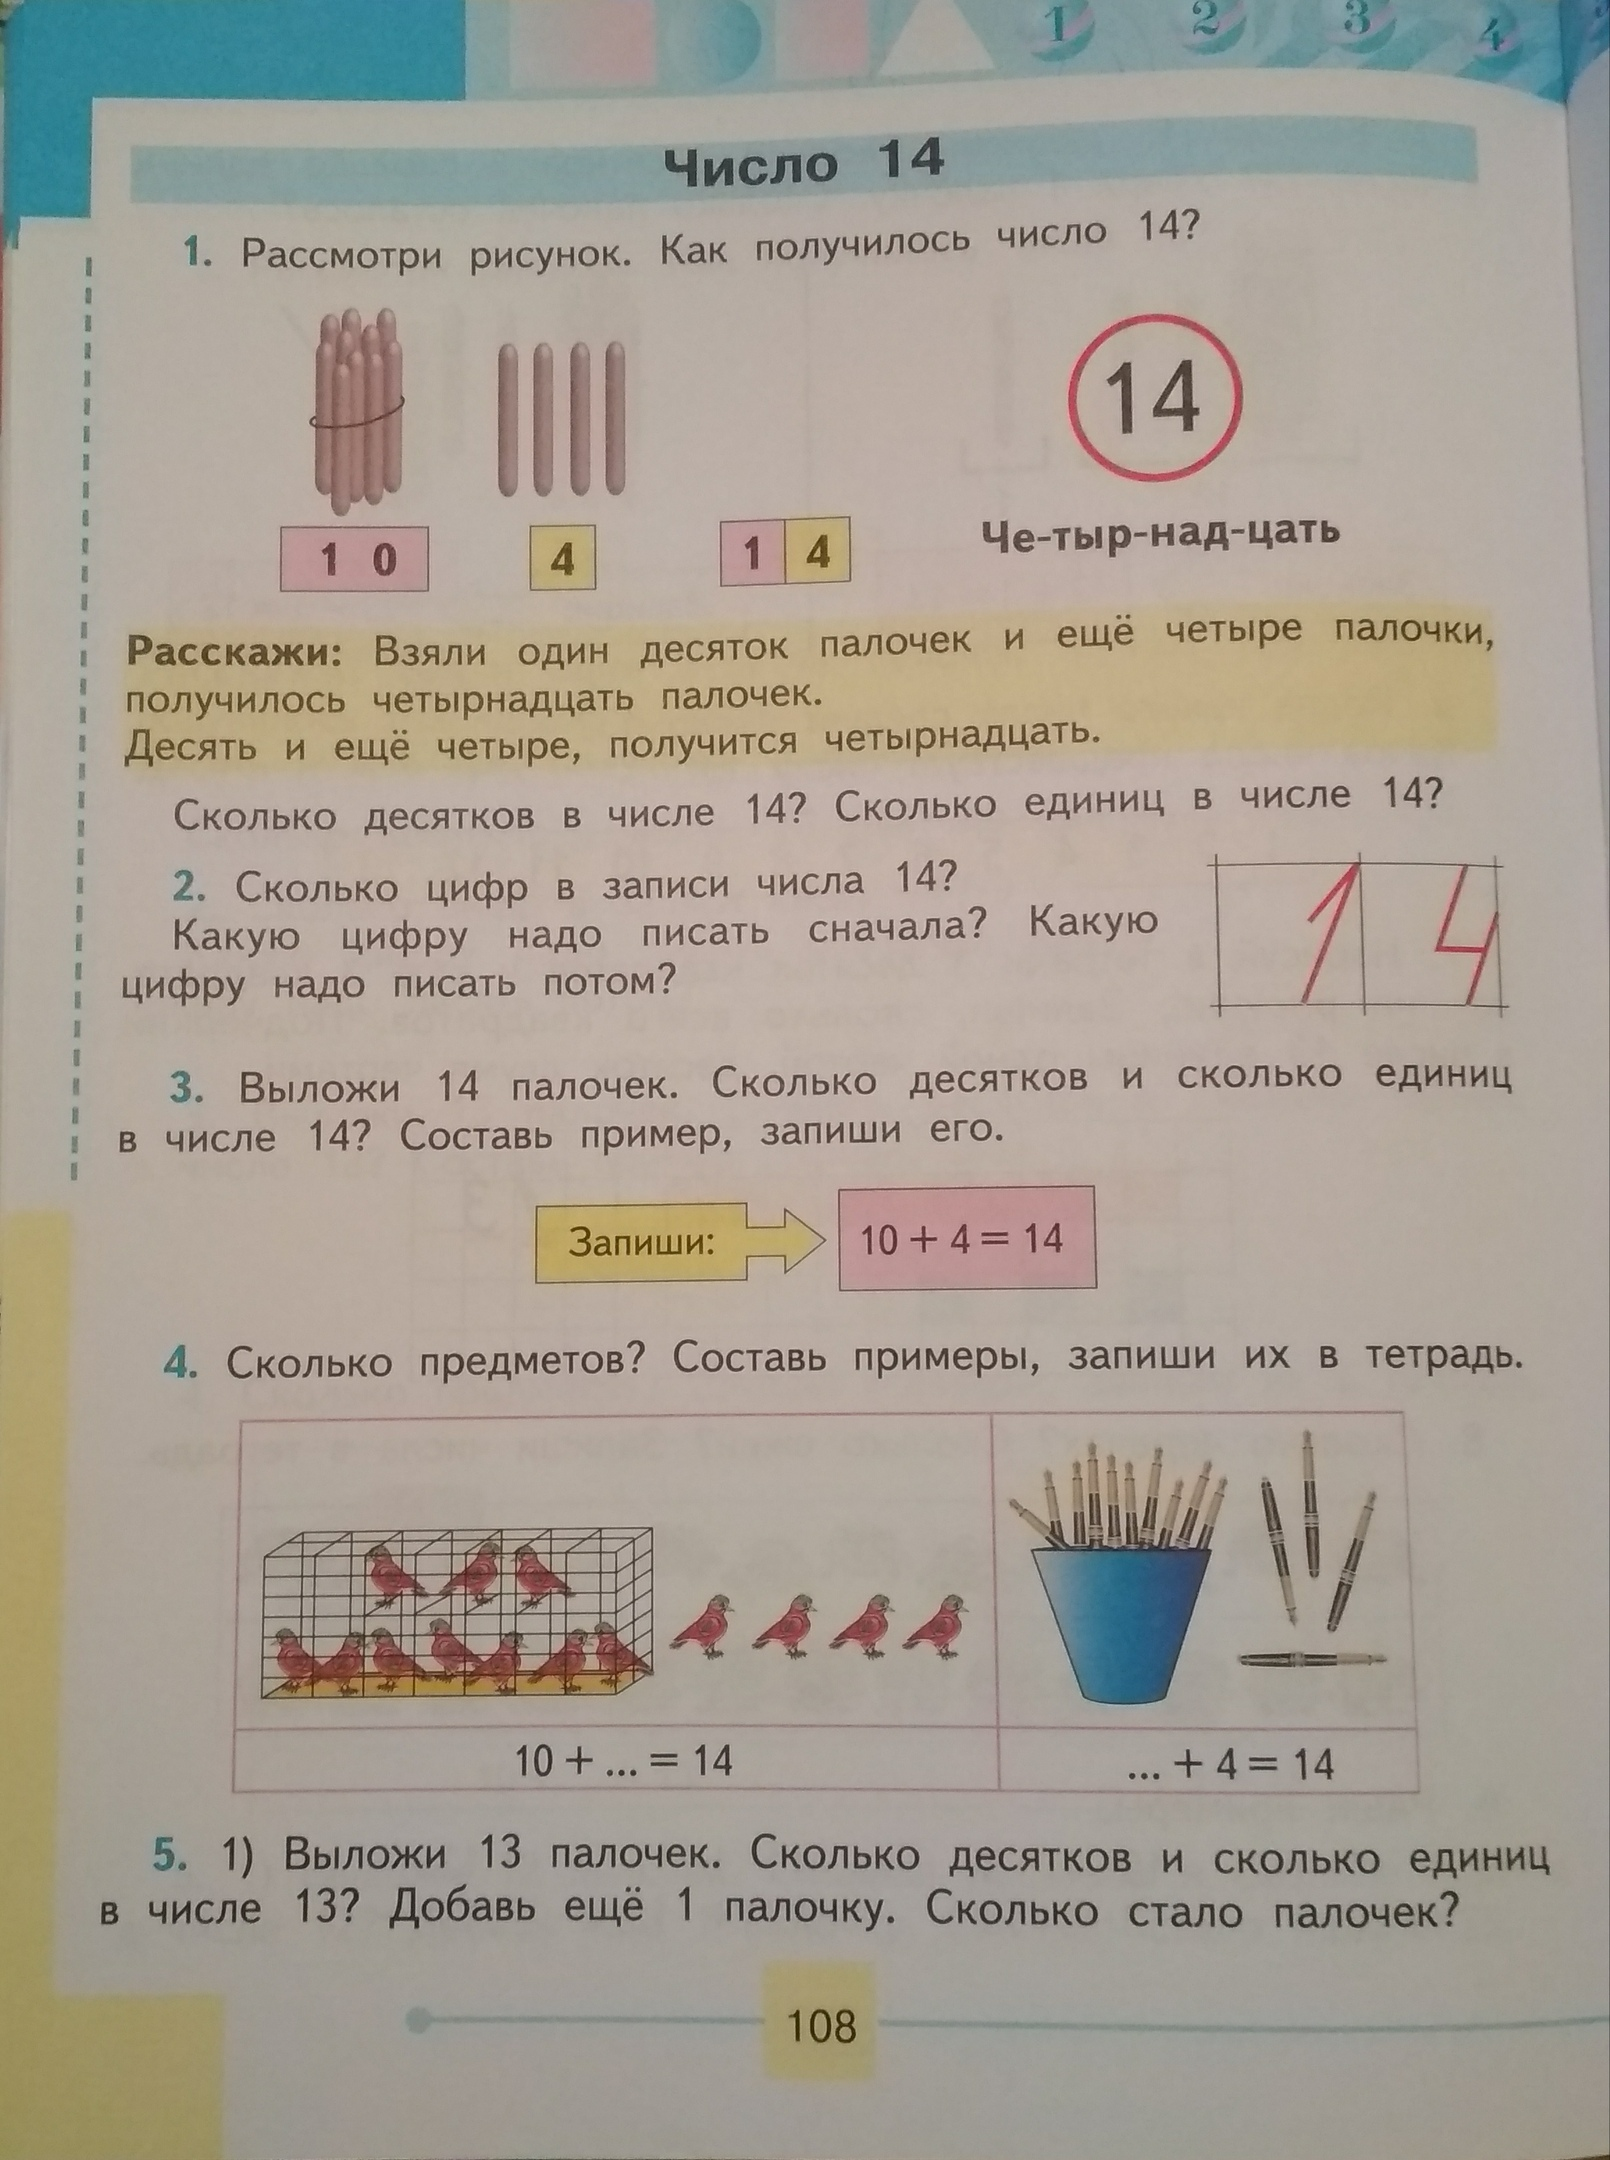 1 2 3 4
Число 14
1. Рассмотри рисунок. Как получилось число 14?
14
1 0 4 1 4 Че-тыр-над-цать
Расскажи: Взяли один десяток палочек и ещё четыре палочки,
получилось четырнадцать палочек.
Десять и ещё четыре, получится четырнадцать.
Сколько десятков в числе 14? Сколько единиц в числе 14?
2. Сколько цифр в записи числа 14?
Какую цифру надо писать сначала? Какую
цифру надо писать потом?
1 4
3. Выложи 14 палочек. Сколько десятков и сколько единиц
в числе 14? Составь пример, запиши его.
Запиши: 10 + 4 = 14
4. Сколько предметов? Составь примеры, запиши их в тетрадь.
10 + ... = 14 ... + 4 = 14
5. 1) Выложи 13 палочек. Сколько десятков и сколько единиц
в числе 13? Добавь ещё 1 палочку. Сколько стало палочек?
108